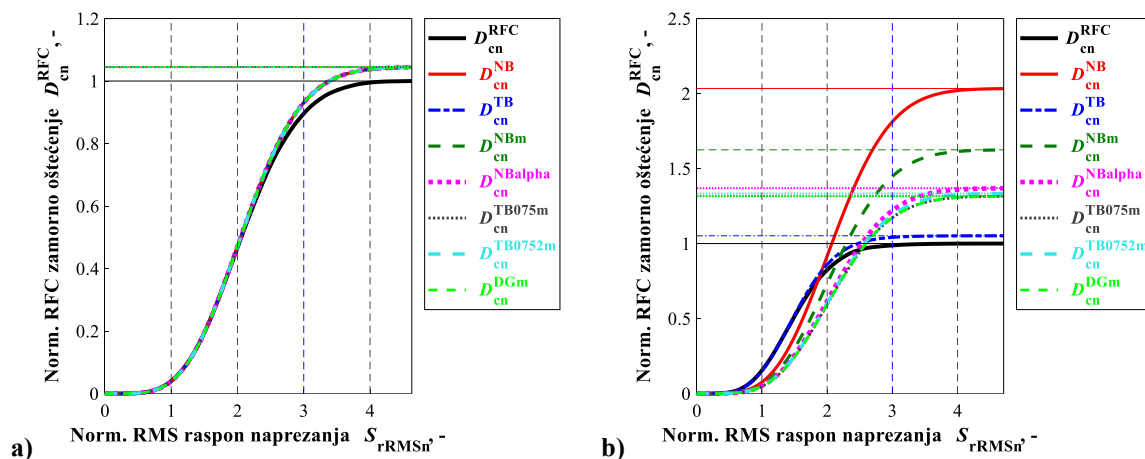 Norm. RFC zamorno oštećenje D_cn^RFC, -
1.2
1
0.8
0.6
0.4
0.2
0
0 1 2 3 4
Norm. RMS raspon naprezanja S_rRMSn, -
a)
D_cn^RFC
D_cn^NB
D_cn^TB
D_cn^NBm
D_cn^NBalpha
D_cn^TB075m
D_cn^TB0752m
D_cn^DGm
Norm. RFC zamorno oštećenje D_cn^RFC, -
2.5
2
1.5
1
0.5
0
0 1 2 3 4
Norm. RMS raspon naprezanja S_rRMSn, -
b)
D_cn^RFC
D_cn^NB
D_cn^TB
D_cn^NBm
D_cn^NBalpha
D_cn^TB075m
D_cn^TB0752m
D_cn^DGm